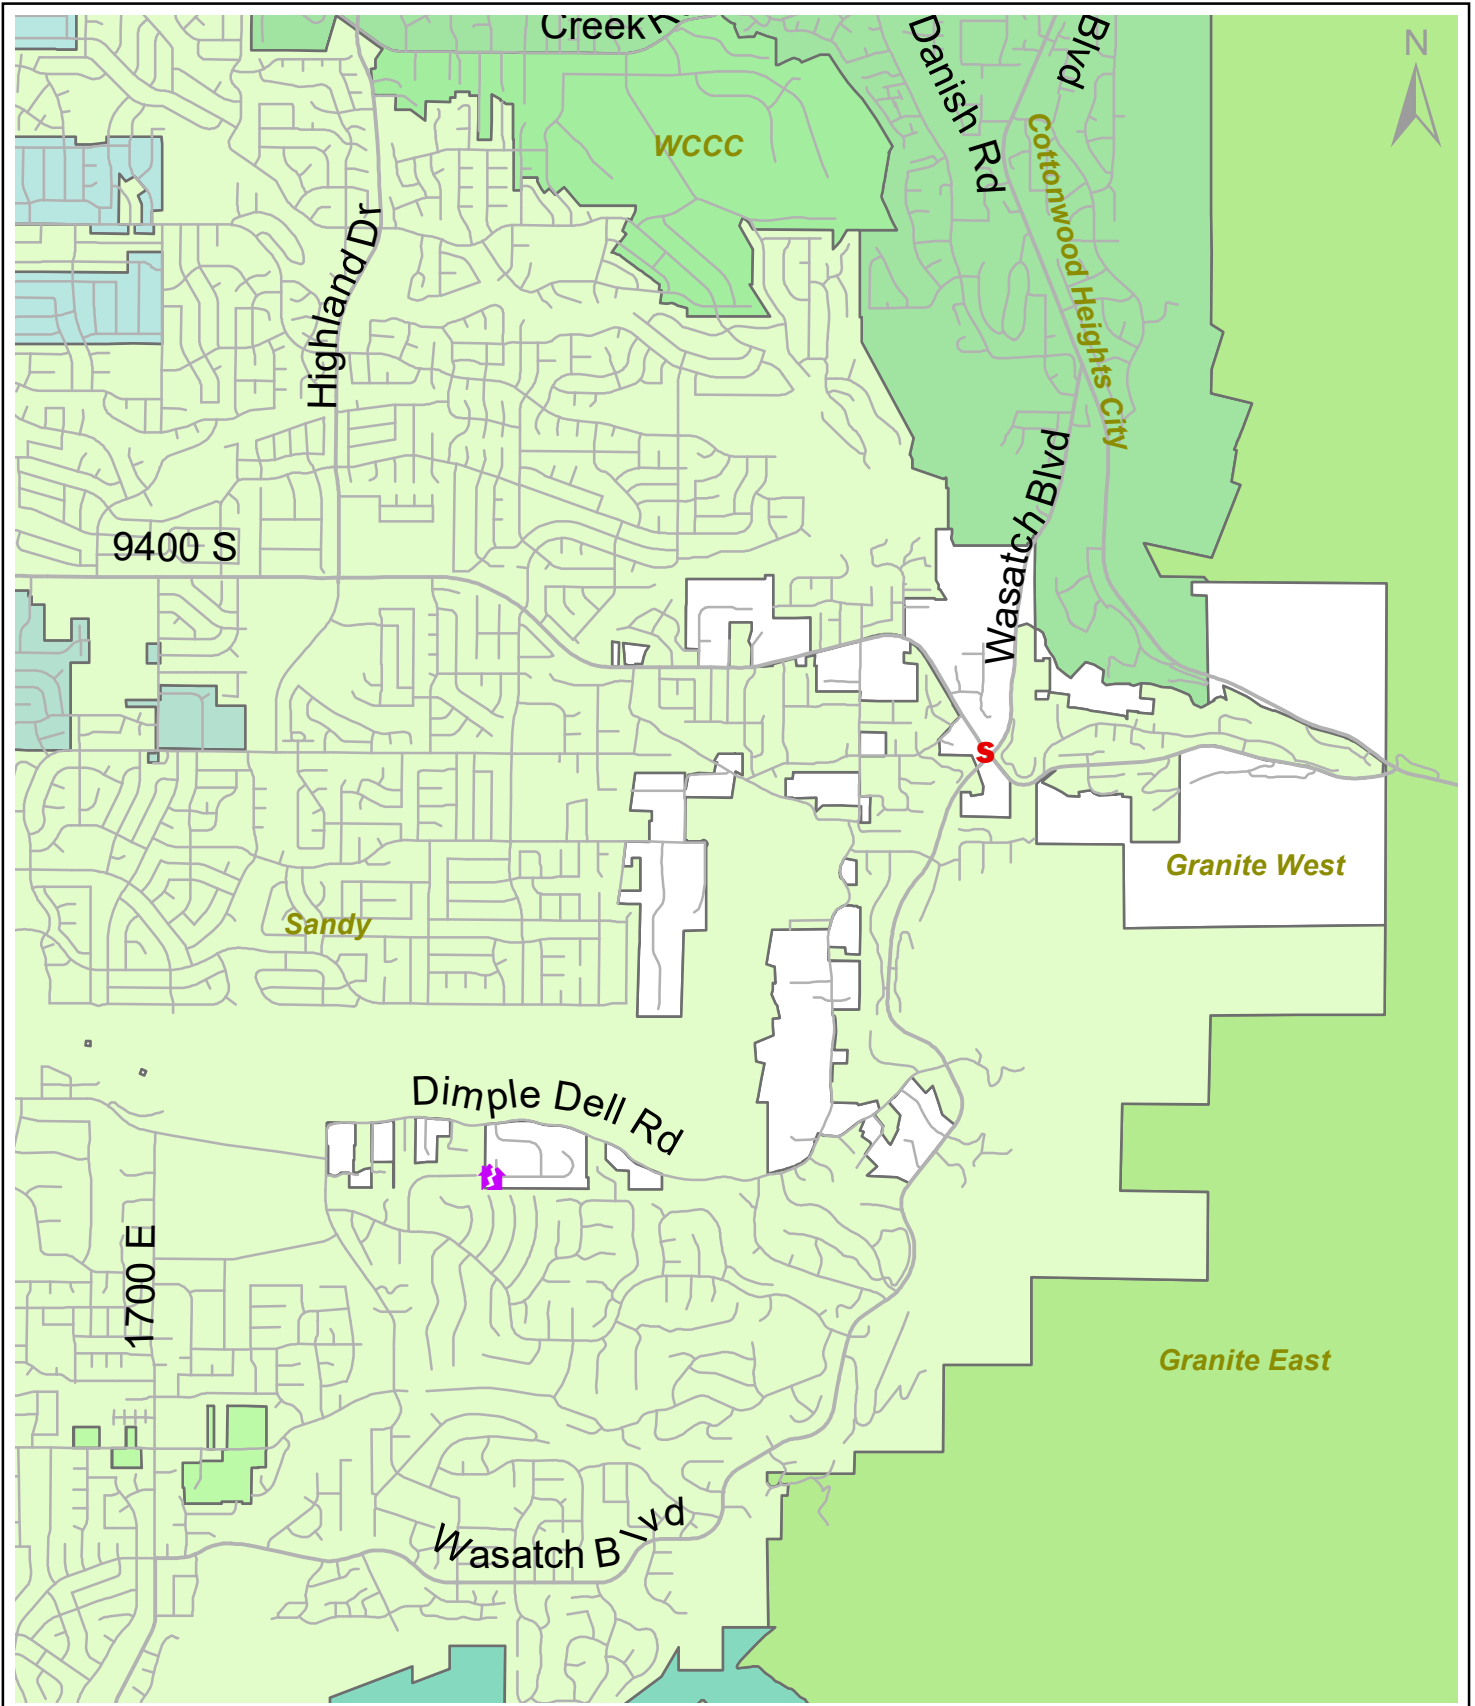 Creek R
Danish Rd
Blvd
N
WCCC
Cottonwood Heights City
Highland Dr
Wasatch Blvd
9400 S
S
Granite West
Sandy
Dimple Dell Rd
1700 E
Granite East
Wasatch Blvd